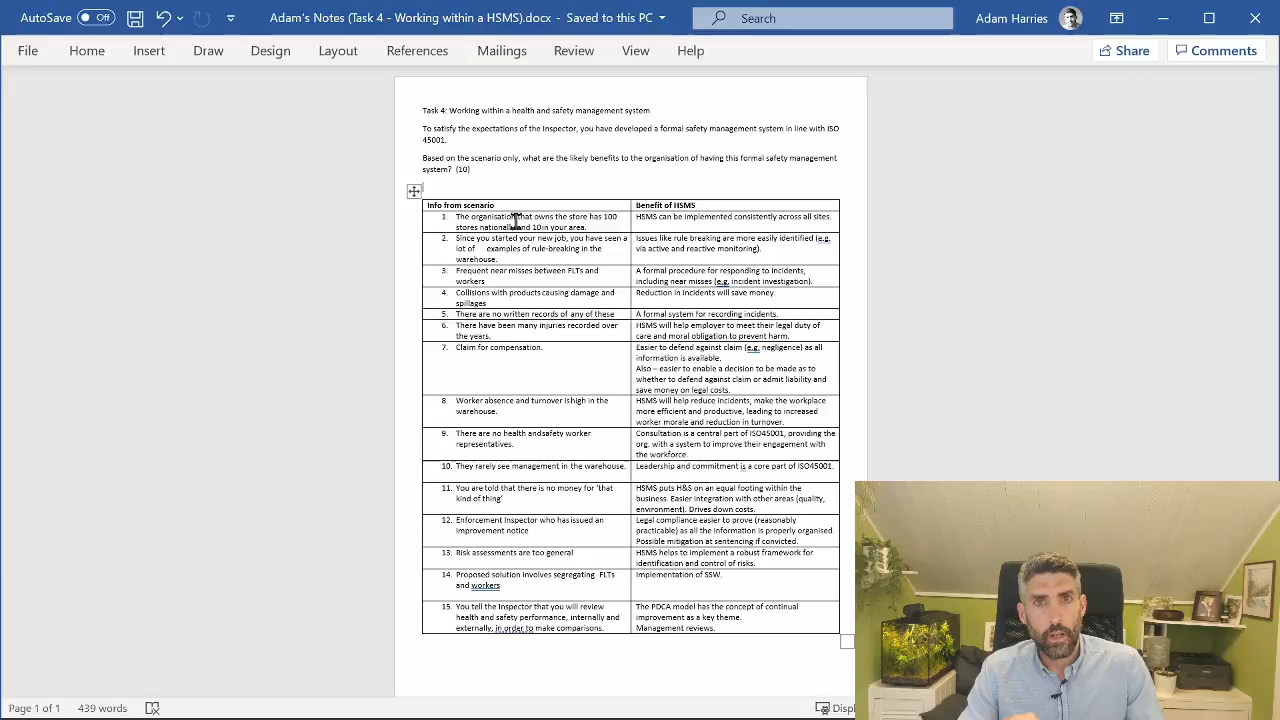 AutoSave Off Adam's Notes (Task 4 - Working within a HSMS).docx - Saved to this PC Search Adam Harries
File Home Insert Draw Design Layout References Mailings Review View Help Share Comments
Task 4: Working within a health and safety management system
To satisfy the expectations of the Inspector, you have developed a formal safety management system in line with ISO
45001.
Based on the scenario only, what are the likely benefits to the organisation of having this formal safety management
system? (10)
Info from scenario Benefit of HSMS
1. The organisation that owns the store has 100 HSMS can be implemented consistently across all sites.
stores nationally and 10 in your area.
2. Since you started your new job, you have seen a Issues like rule breaking are more easily identified (e.g.
lot of examples of rule-breaking in the via active and reactive monitoring).
warehouse.
3. Frequent near misses between FLTs and A formal procedure for responding to incidents,
workers including near misses (e.g. incident investigation).
4. Collisions with products causing damage and Reduction in incidents will save money.
spillages
5. There are no written records of any of these A formal system for recording incidents.
6. There have been many injuries recorded over HSMS will help employer to meet their legal duty of
the years. care and moral obligation to prevent harm.
7. Claim for compensation. Easier to defend against claim (e.g. negligence) as all
information is available.
Also – easier to enable a decision to be made as to
whether to defend against claim or admit liability and
save money on legal costs.
8. Worker absence and turnover is high in the HSMS will help reduce incidents, make the workplace
warehouse. more efficient and productive, leading to increased
worker morale and reduction in turnover.
9. There are no health and safety worker Consultation is a central part of ISO45001, providing the
representatives. org. with a system to improve their engagement with
the workforce.
10. They rarely see management in the warehouse. Leadership and commitment is a core part of ISO45001.
11. You are told that there is no money for 'that HSMS puts H&S on an equal footing within the
kind of thing' business. Easier integration with other areas (quality,
environment). Drives down costs.
12. Enforcement Inspector who has issued an Legal compliance easier to prove (reasonably
improvement notice practicable) as all the information is properly organised.
Possible mitigation at sentencing if convicted.
13. Risk assessments are too general HSMS helps to implement a robust framework for
identification and control of risks.
14. Proposed solution involves segregating FLTs Implementation of SSW.
and workers
15. You tell the Inspector that you will review The PDCA model has the concept of continual
health and safety performance, internally and improvement as a key theme.
externally, in order to make comparisons. Management reviews.
Page 1 of 1 439 words